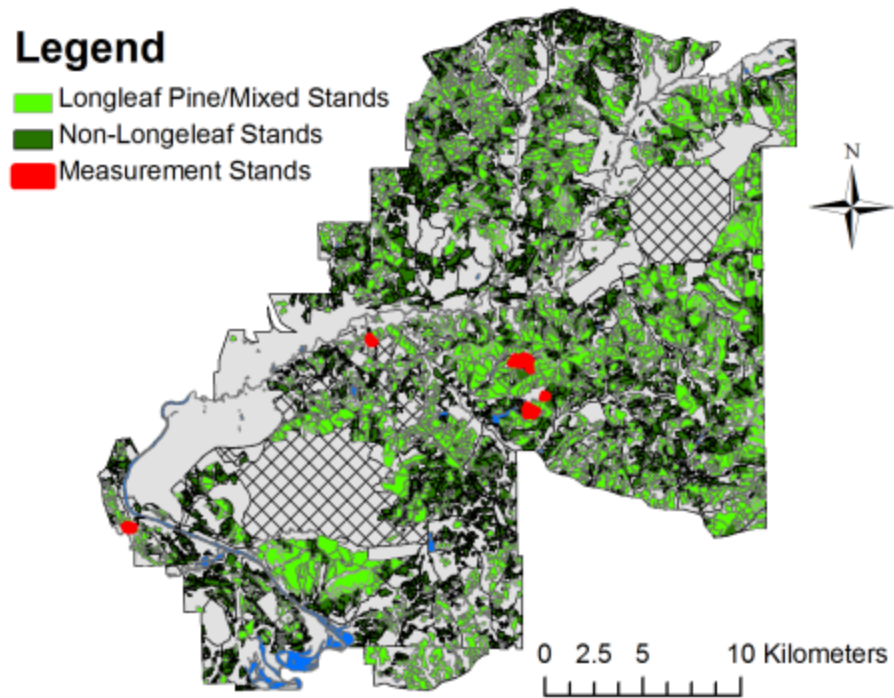 Legend
Longleaf Pine/Mixed Stands
Non-Longeleaf Stands
Measurement Stands
N
0 2.5 5 10 Kilometers